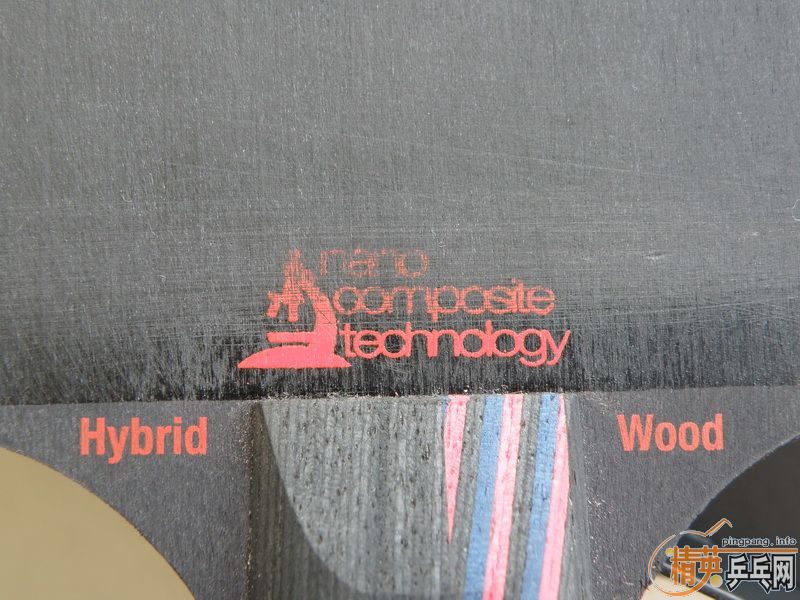 nano
composite
technology
Hybrid Wood
pingpang.info
精英乒乓网